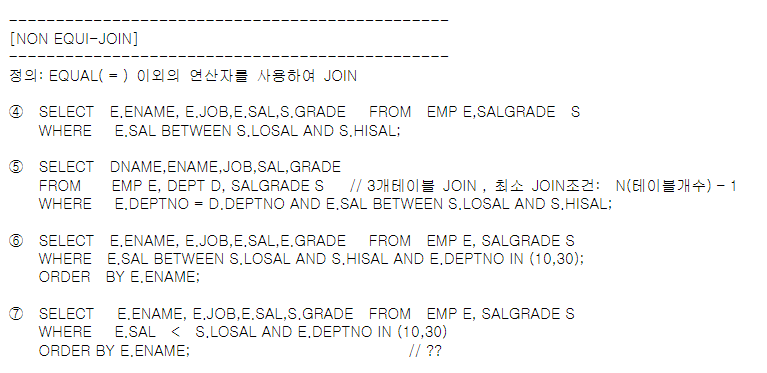 ------------------------------------------------
[NON EQUI-JOIN]
------------------------------------------------
정의: EQUAL( = ) 이외의 연산자를 사용하여 JOIN
④ SELECT E.ENAME, E.JOB,E.SAL,S.GRADE FROM EMP E,SALGRADE S
WHERE E.SAL BETWEEN S.LOSAL AND S.HISAL;
⑤ SELECT DNAME,ENAME,JOB,SAL,GRADE
FROM EMP E, DEPT D, SALGRADE S // 3개테이블 JOIN , 최소 JOIN조건: N(테이블개수) - 1
WHERE E.DEPTNO = D.DEPTNO AND E.SAL BETWEEN S.LOSAL AND S.HISAL;
⑥ SELECT E.ENAME, E.JOB,E.SAL,E.GRADE FROM EMP E, SALGRADE S
WHERE E.SAL BETWEEN S.LOSAL AND S.HISAL AND E.DEPTNO IN (10,30);
ORDER BY E.ENAME;
⑦ SELECT E.ENAME, E.JOB,E.SAL,S.GRADE FROM EMP E, SALGRADE S
WHERE E.SAL < S.LOSAL AND E.DEPTNO IN (10,30)
ORDER BY E.ENAME; // ??